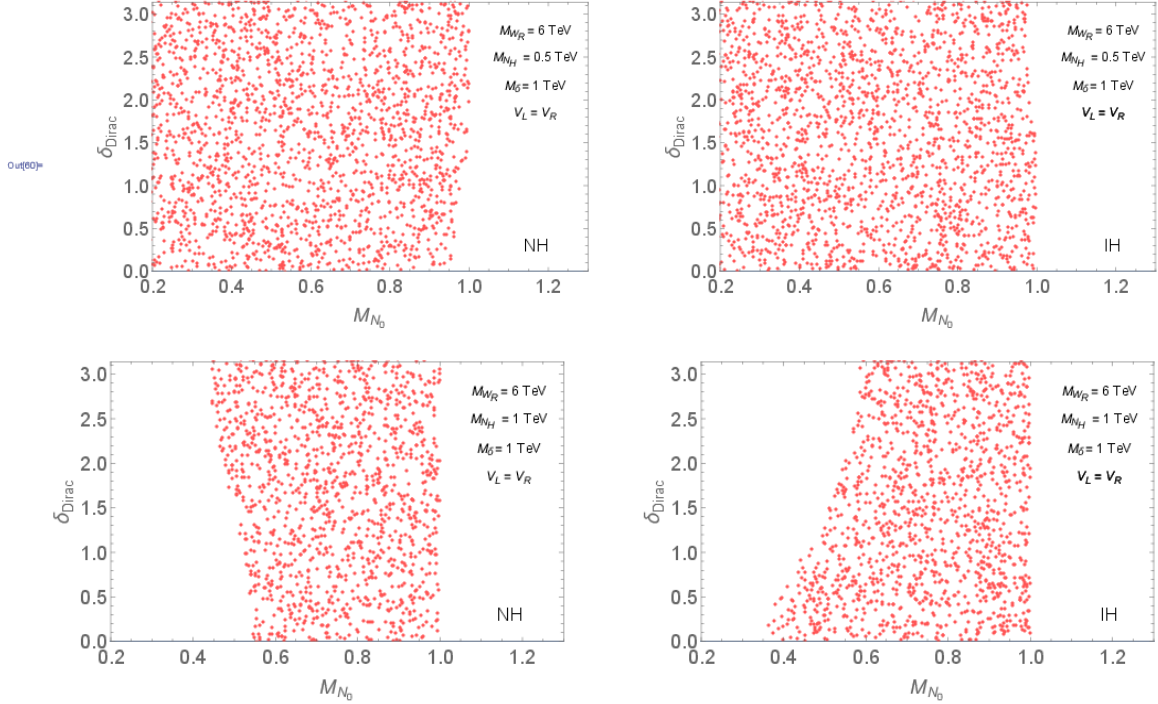 3.0
2.5
2.0
1.5
1.0
0.5
0.0
δDirac
0.2 0.4 0.6 0.8 1.0 1.2
MN0
MWR = 6 TeV
MNH = 0.5 TeV
Mδ = 1 TeV
VL = VR
NH
3.0
2.5
2.0
1.5
1.0
0.5
0.0
δDirac
0.2 0.4 0.6 0.8 1.0 1.2
MN0
MWR = 6 TeV
MNH = 0.5 TeV
Mδ = 1 TeV
VL = VR
IH
Out[60]=
3.0
2.5
2.0
1.5
1.0
0.5
0.0
δDirac
0.2 0.4 0.6 0.8 1.0 1.2
MN0
MWR = 6 TeV
MNH = 1 TeV
Mδ = 1 TeV
VL = VR
NH
3.0
2.5
2.0
1.5
1.0
0.5
0.0
δDirac
0.2 0.4 0.6 0.8 1.0 1.2
MN0
MWR = 6 TeV
MNH = 1 TeV
Mδ = 1 TeV
VL = VR
IH